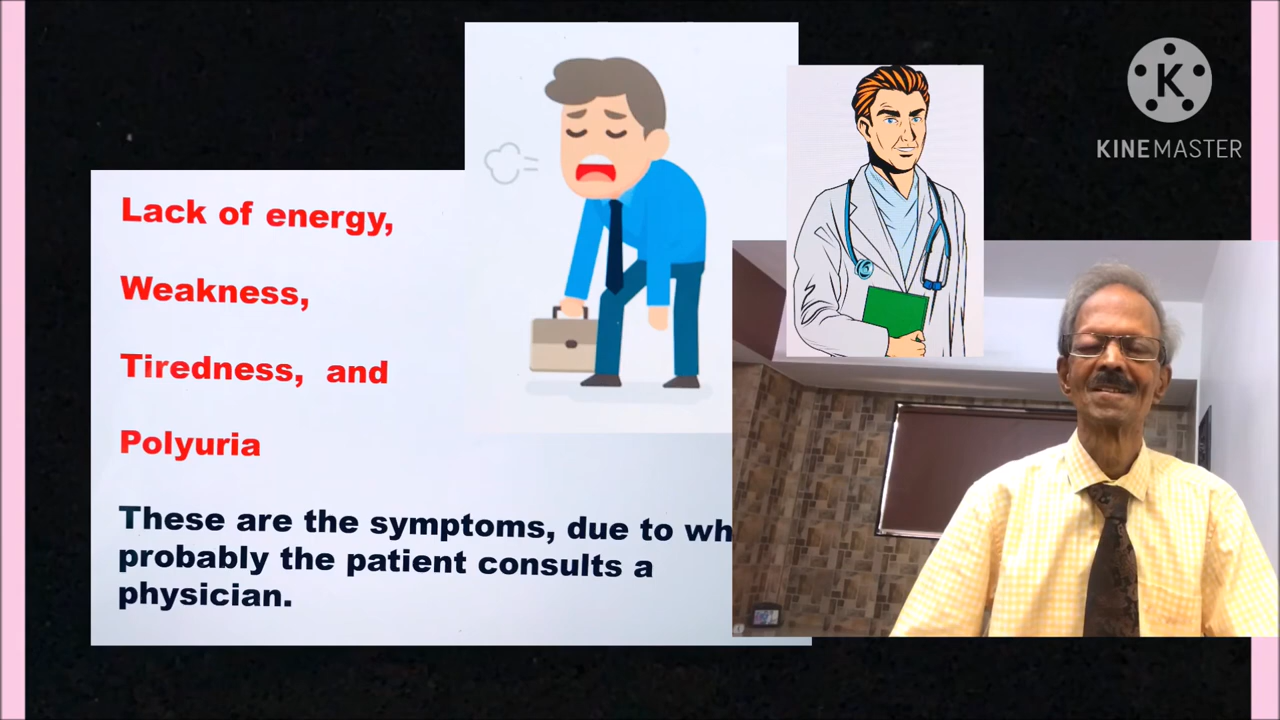 Lack of energy,
Weakness,
Tiredness, and
Polyuria
These are the symptoms, due to wh
probably the patient consults a
physician.
K
KINEMASTER